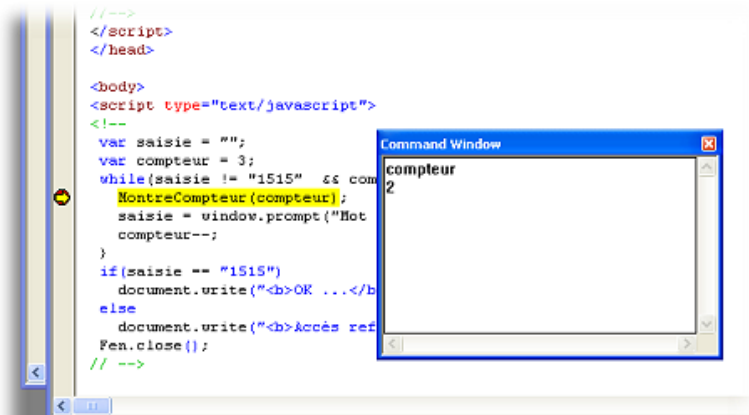 //-->
</script>
</head>
<body>
<script type="text/javascript">
<!--
var saisie = "";
var compteur = 3;
while(saisie != "1515" && com
MontreCompteur(compteur);
saisie = window.prompt("Mot
compteur--;
}
if(saisie == "1515")
document.write("<b>OK ...</b
else
document.write("<b>Accès ref
Fen.close();
// -->
Command Window
compteur
2